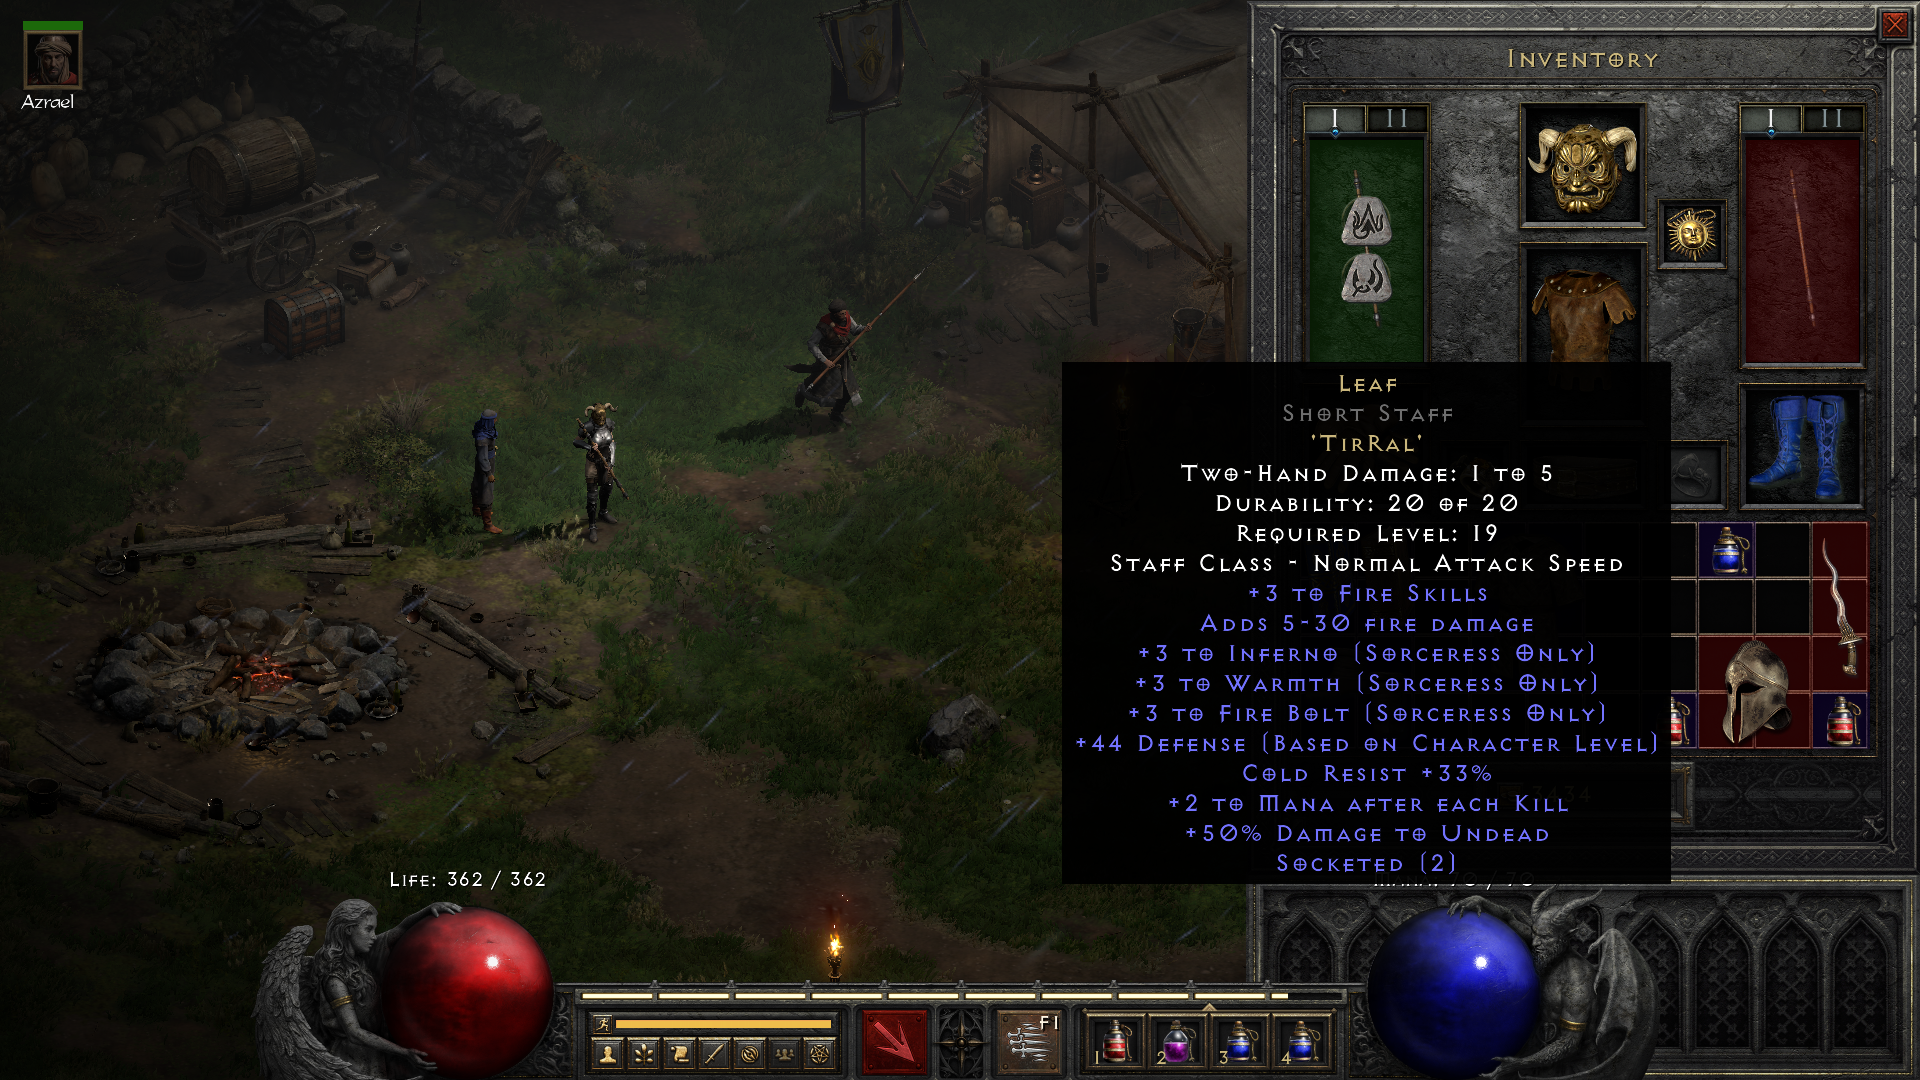 Azrael
Inventory
I II
I II
Leaf
Short Staff
'TirRal'
Two-Hand Damage: 1 to 5
Durability: 20 of 20
Required Level: 19
Staff Class - Normal Attack Speed
+3 to Fire Skills
Adds 5-30 fire damage
+3 to Inferno (Sorceress Only)
+3 to Warmth (Sorceress Only)
+3 to Fire Bolt (Sorceress Only)
+44 Defense (Based on Character Level)
Cold Resist +33%
+2 to Mana after each Kill
+50% Damage to Undead
Socketed (2)
Life: 362 / 362
F1
1 2 3 4